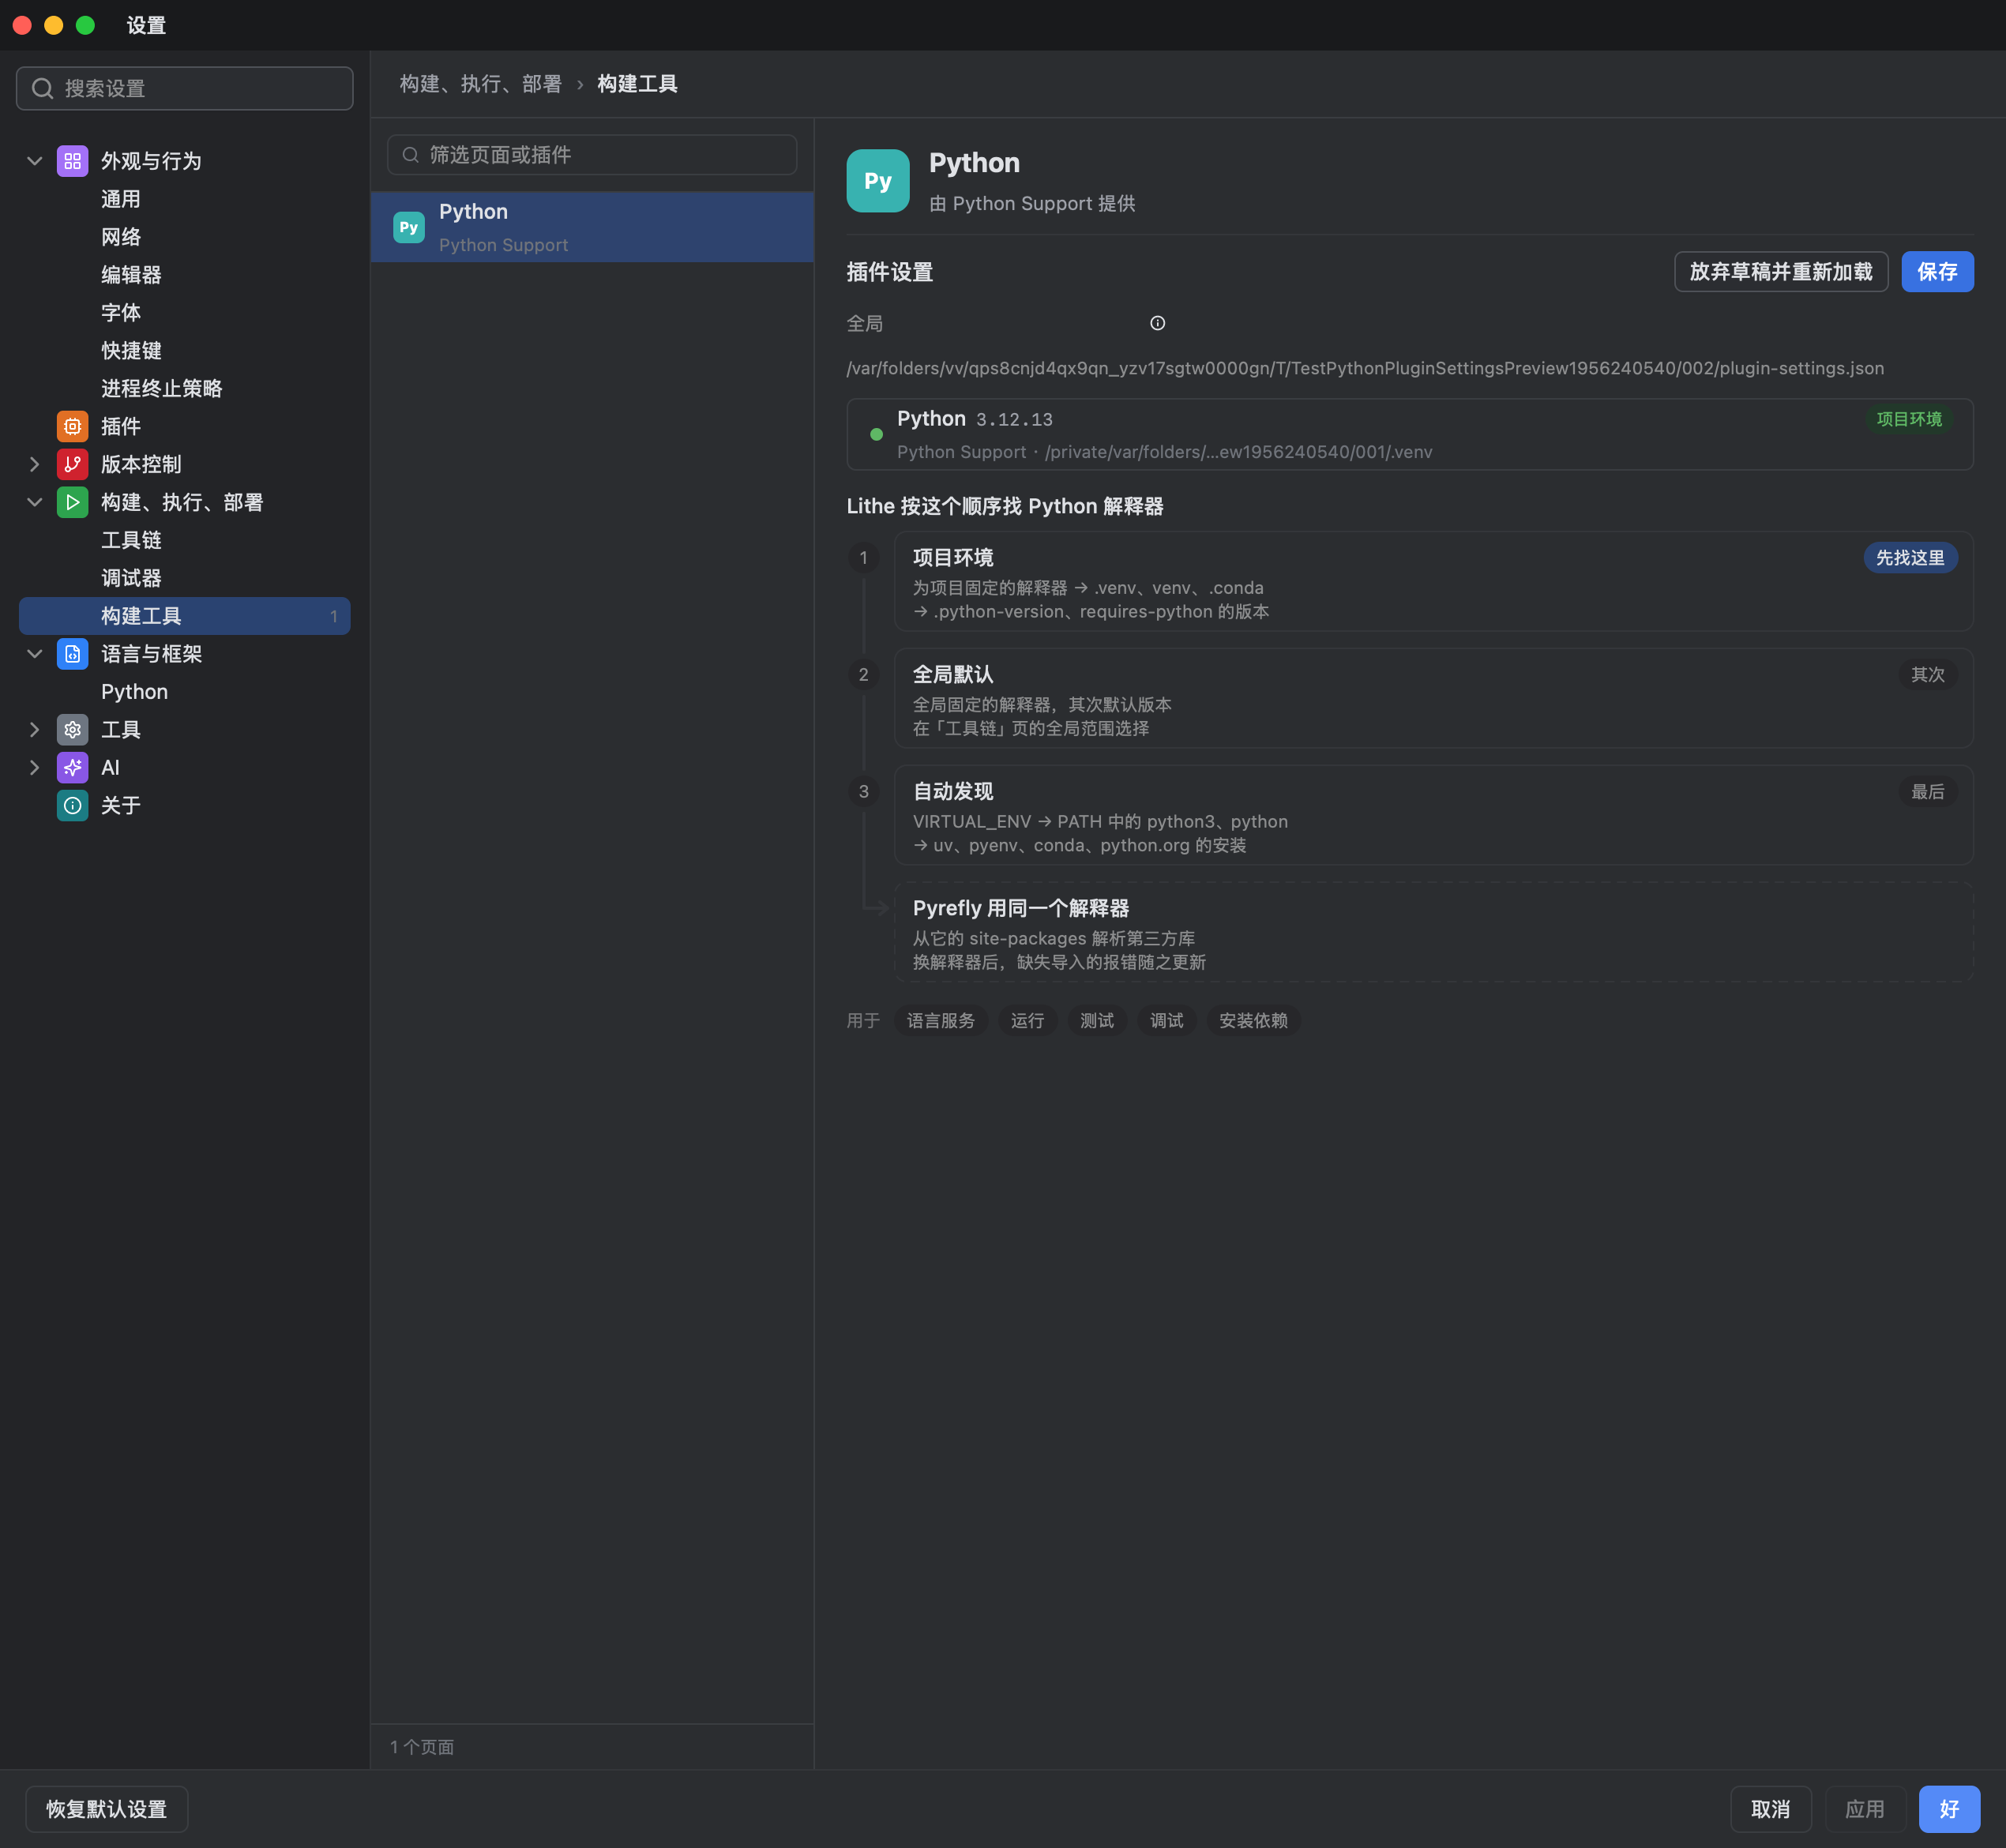 设置
搜索设置
外观与行为
通用
网络
编辑器
字体
快捷键
进程终止策略
插件
版本控制
构建、执行、部署
工具链
调试器
构建工具 1
语言与框架
Python
工具
AI
关于
构建、执行、部署 › 构建工具
筛选页面或插件
Py
Python
Python Support
1 个页面
Py
Python
由 Python Support 提供
插件设置
放弃草稿并重新加载
保存
全局
/var/folders/vv/qps8cnjd4qx9qn_yzv17sgtw0000gn/T/TestPythonPluginSettingsPreview1956240540/002/plugin-settings.json
Python 3.12.13
项目环境
Python Support · /private/var/folders/...ew1956240540/001/.venv
Lithe 按这个顺序找 Python 解释器
1
项目环境
先找这里
为项目固定的解释器 → .venv、venv、.conda
→ .python-version、requires-python 的版本
2
全局默认
其次
全局固定的解释器，其次默认版本
在「工具链」页的全局范围选择
3
自动发现
最后
VIRTUAL_ENV → PATH 中的 python3、python
→ uv、pyenv、conda、python.org 的安装
Pyrefly 用同一个解释器
从它的 site-packages 解析第三方库
换解释器后，缺失导入的报错随之更新
用于 语言服务 运行 测试 调试 安装依赖
恢复默认设置
取消
应用
好